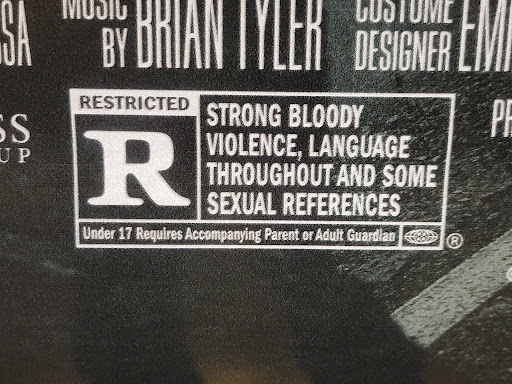 MUSIC
BY BRIAN TYLER
COSTUME
DESIGNER
RESTRICTED
R
STRONG BLOODY
VIOLENCE, LANGUAGE
THROUGHOUT AND SOME
SEXUAL REFERENCES
Under 17 Requires Accompanying Parent or Adult Guardian
®